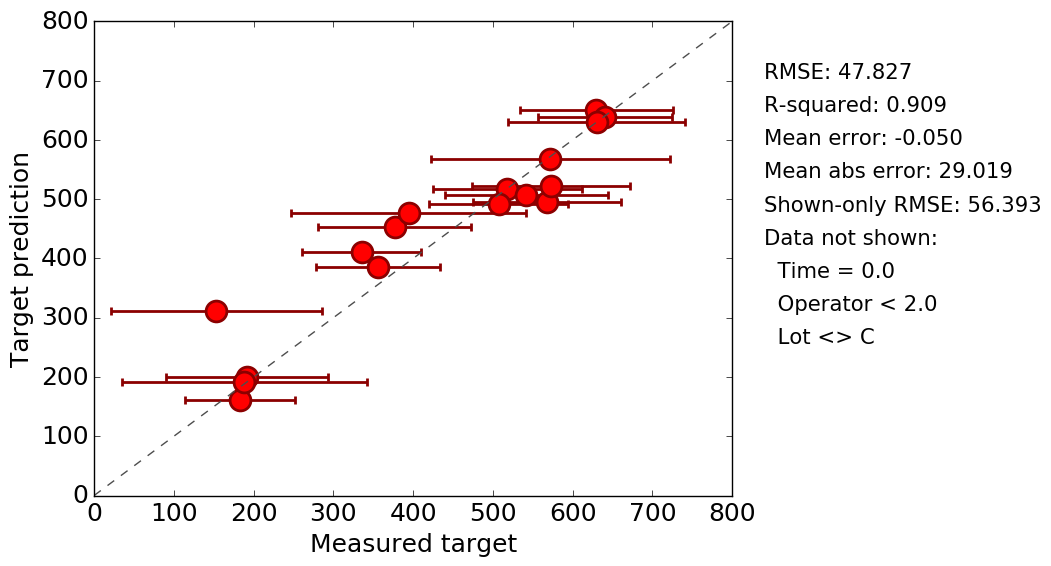 800
700
600
500
400
300
200
100
0
0 100 200 300 400 500 600 700 800
Target prediction
Measured target
RMSE: 47.827
R-squared: 0.909
Mean error: -0.050
Mean abs error: 29.019
Shown-only RMSE: 56.393
Data not shown:
Time = 0.0
Operator < 2.0
Lot <> C